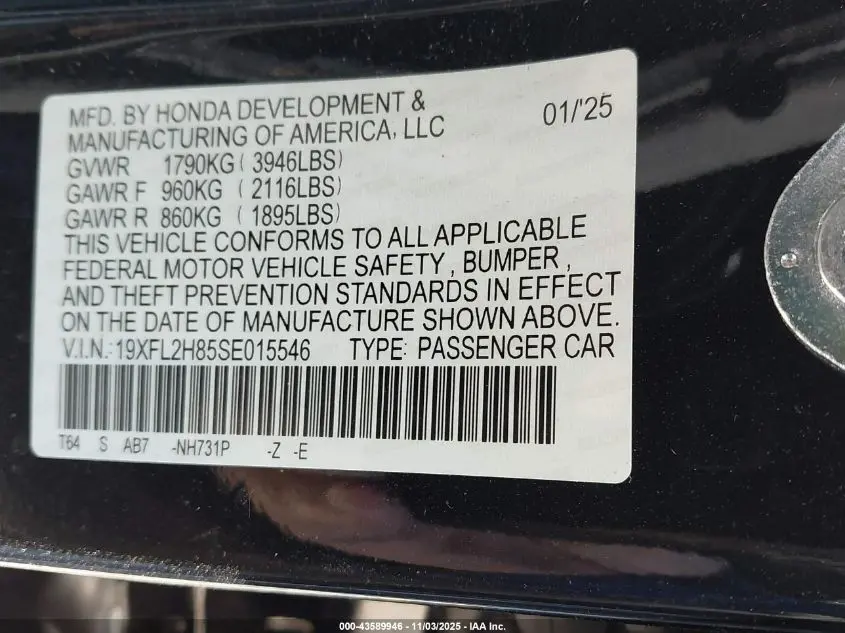 MFD. BY HONDA DEVELOPMENT & 01/'25
MANUFACTURING OF AMERICA, LLC
GVWR 1790KG ( 3946LBS)
GAWR F 960KG ( 2116LBS)
GAWR R 860KG ( 1895LBS)
THIS VEHICLE CONFORMS TO ALL APPLICABLE
FEDERAL MOTOR VEHICLE SAFETY , BUMPER ,
AND THEFT PREVENTION STANDARDS IN EFFECT
ON THE DATE OF MANUFACTURE SHOWN ABOVE.
V.I.N.:19XFL2H85SE015546 TYPE: PASSENGER CAR
T64 S AB7 -NH731P -Z -E
000-43589946 - 11/03/2025 - IAA Inc.